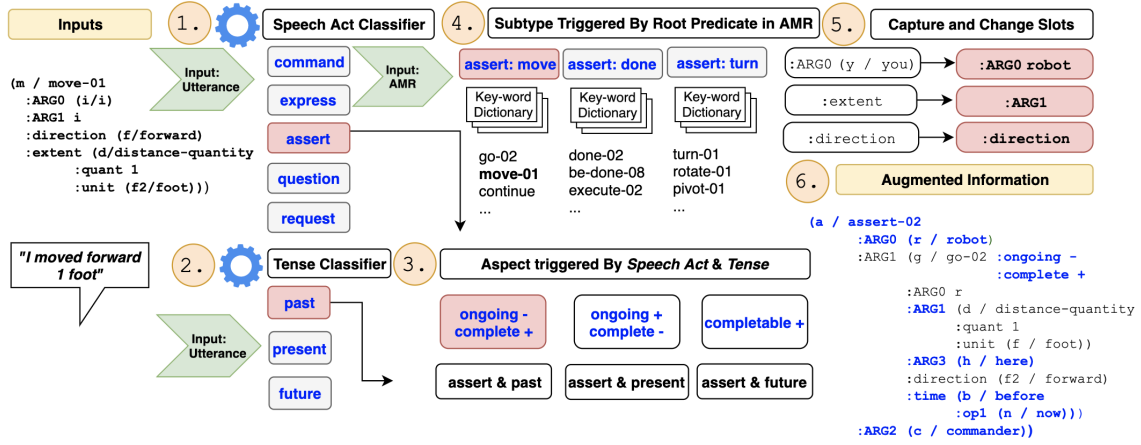 Inputs
(m / move-01
:ARG0 (i/i)
:ARG1 i
:direction (f/forward)
:extent (d/distance-quantity
:quant 1
:unit (f2/foot)))
"I moved forward
1 foot"
1.
Speech Act Classifier
Input:
Utterance
command
express
assert
question
request
Input:
AMR
2.
Tense Classifier
Input:
Utterance
past
present
future
3.
Aspect triggered By Speech Act & Tense
ongoing -
complete +
ongoing +
complete -
completable +
assert & past
assert & present
assert & future
4.
Subtype Triggered By Root Predicate in AMR
assert: move
assert: done
assert: turn
Key-word
Dictionary
Key-word
Dictionary
Key-word
Dictionary
go-02
move-01
continue
...
done-02
be-done-08
execute-02
...
turn-01
rotate-01
pivot-01
...
5.
Capture and Change Slots
:ARG0 (y / you)
:ARG0 robot
:extent
:ARG1
:direction
:direction
6.
Augmented Information
(a / assert-02
:ARG0 (r / robot)
:ARG1 (g / go-02 :ongoing -
:complete +
:ARG0 r
:ARG1 (d / distance-quantity
:quant 1
:unit (f / foot))
:ARG3 (h / here)
:direction (f2 / forward)
:time (b / before
:op1 (n / now)))
:ARG2 (c / commander))